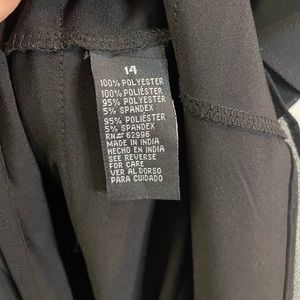 14
100% POLYESTER
100% POLIÉSTER
95% POLYESTER
5% SPANDEX
95% POLIÉSTER
5% SPANDEX
RN# 62996
MADE IN INDIA
HECHO EN INDIA
SEE REVERSE
FOR CARE
VER AL DORSO
PARA CUIDADO